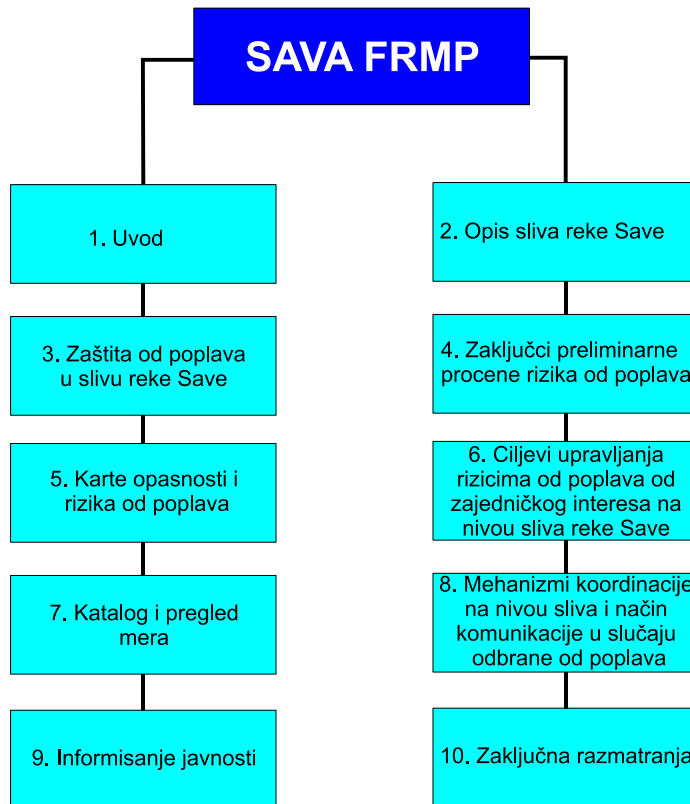 SAVA FRMP
1. Uvod
2. Opis sliva reke Save
3. Zaštita od poplava
u slivu reke Save
4. Zaključci preliminarne
procene rizika od poplava
5. Karte opasnosti i
rizika od poplava
6. Ciljevi upravljanja
rizicima od poplava od
zajedničkog interesa na
nivou sliva reke Save
7. Katalog i pregled
mera
8. Mehanizmi koordinacije
na nivou sliva i način
komunikacije u slučaju
odbrane od poplava
9. Informisanje javnosti
10. Zaključna razmatranja